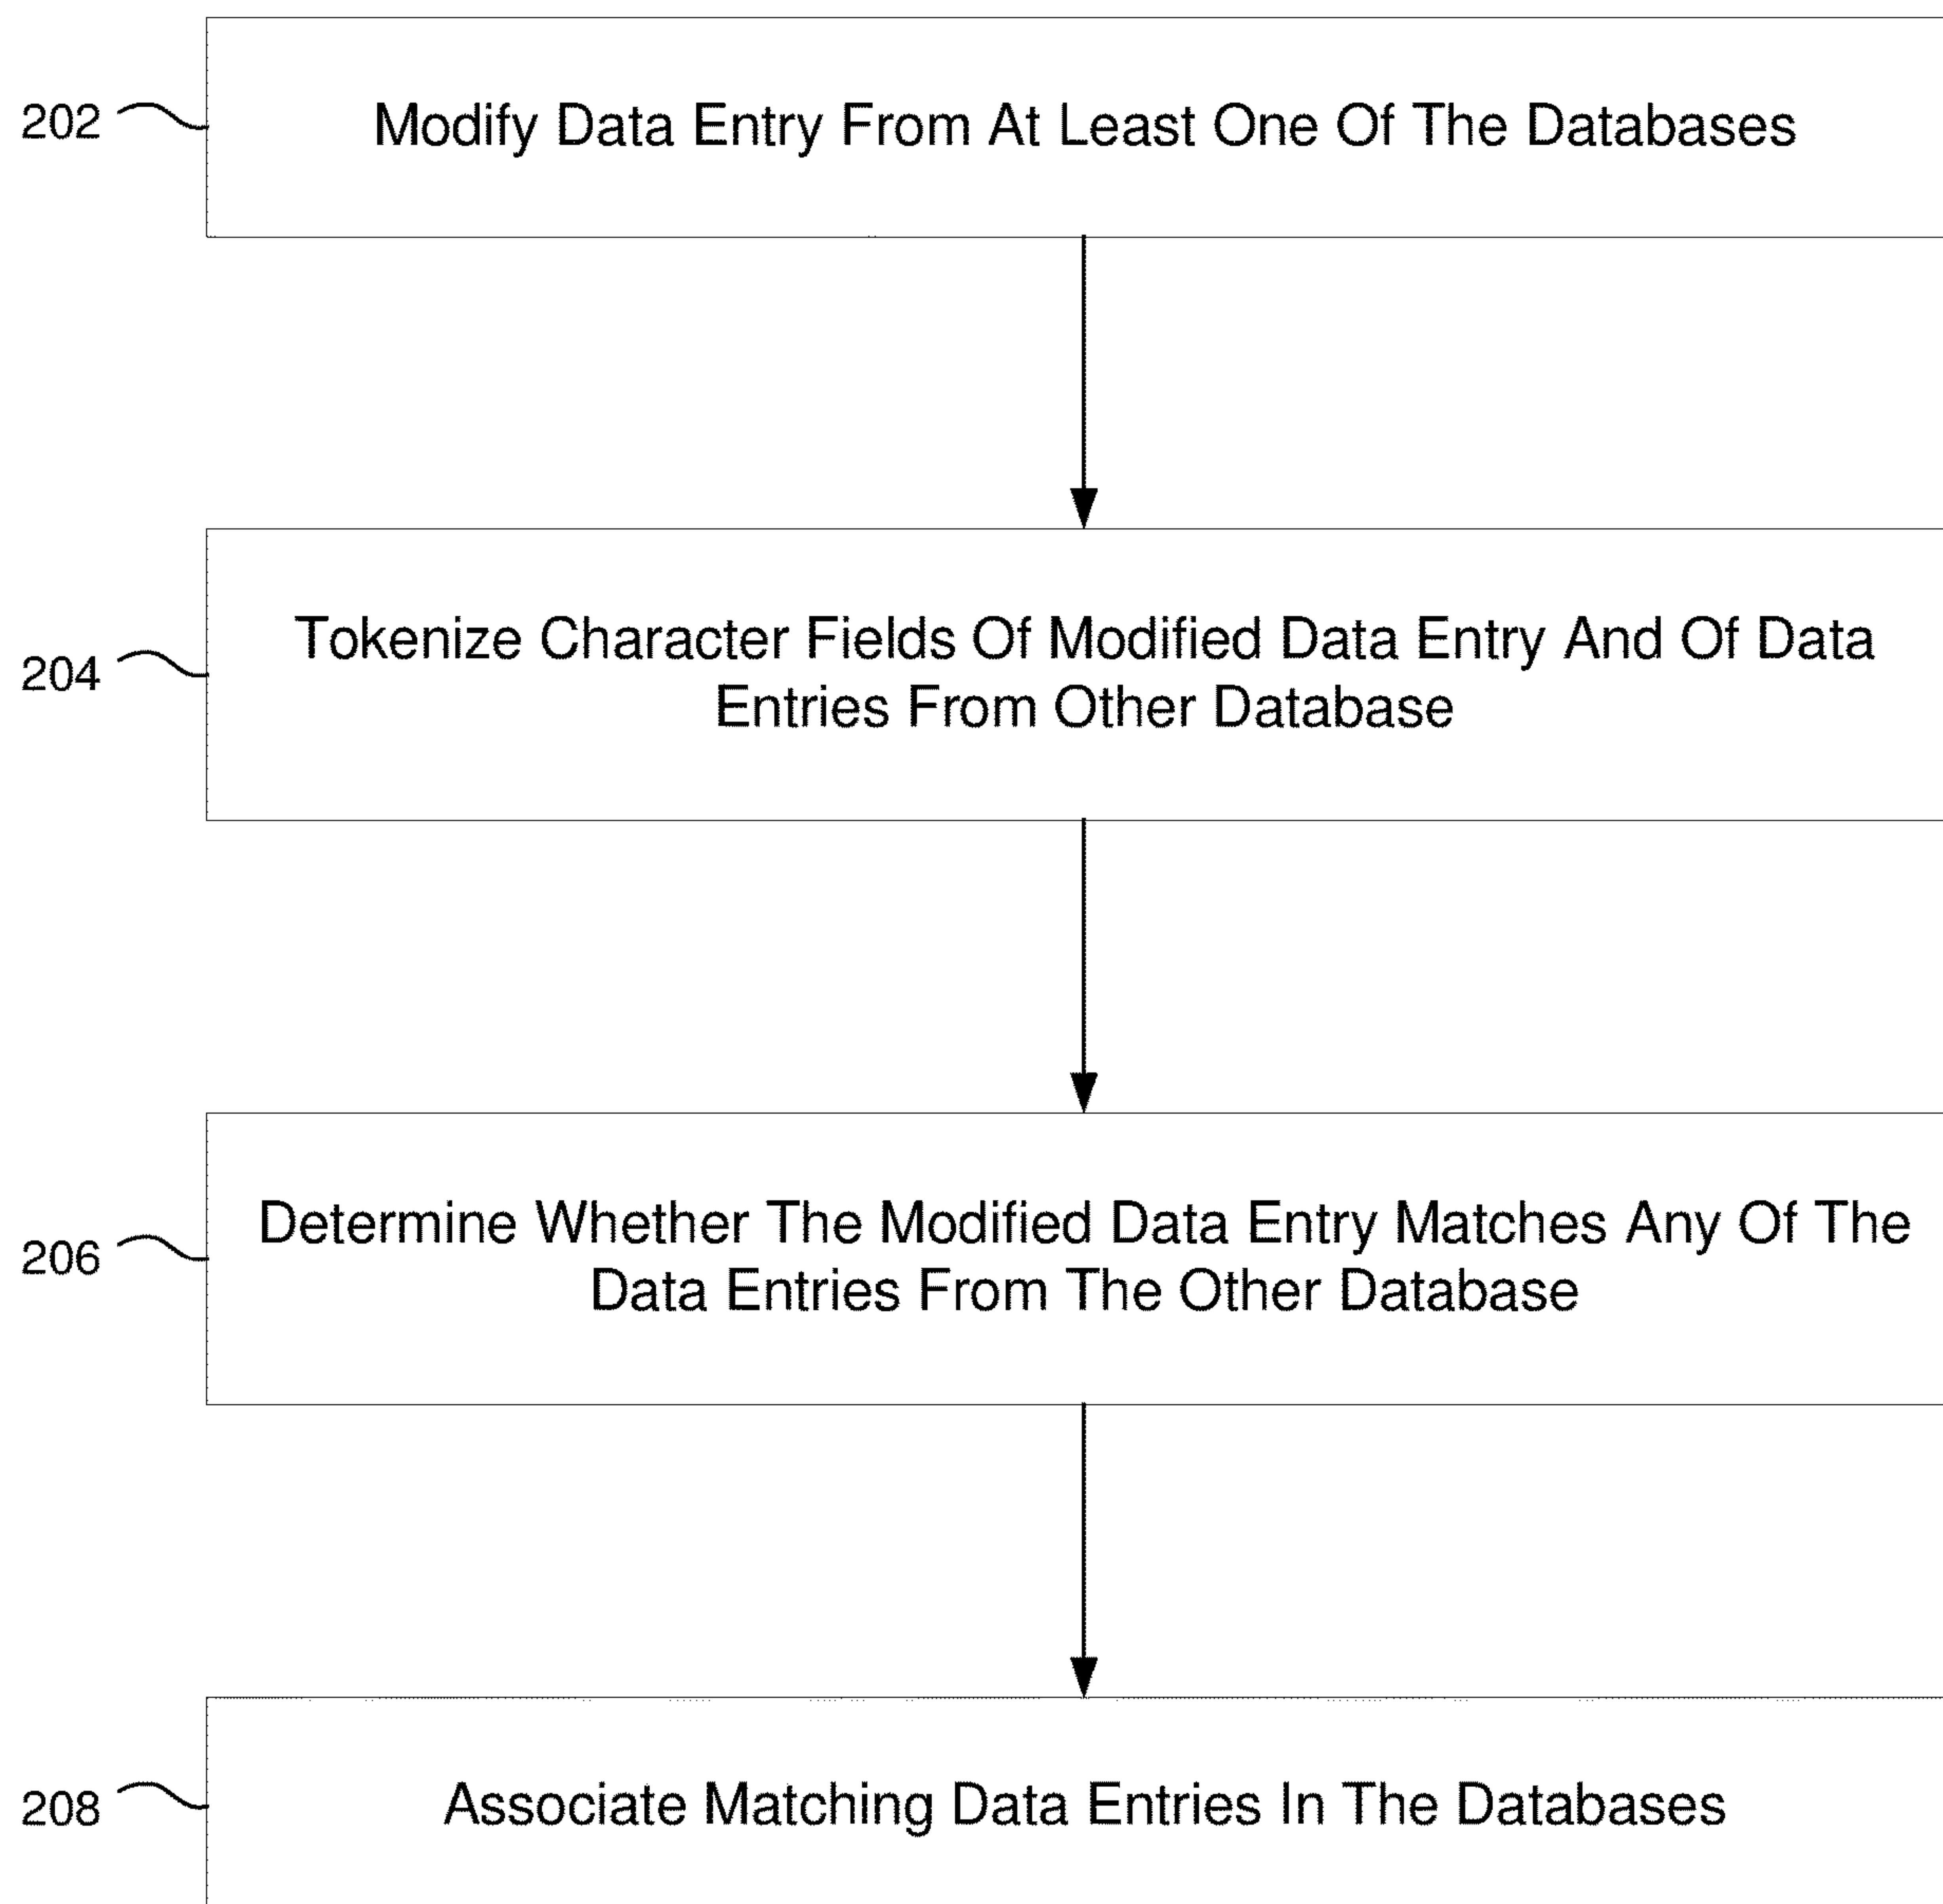 202
Modify Data Entry From At Least One Of The Databases
204
Tokenize Character Fields Of Modified Data Entry And Of Data
Entries From Other Database
206
Determine Whether The Modified Data Entry Matches Any Of The
Data Entries From The Other Database
208
Associate Matching Data Entries In The Databases